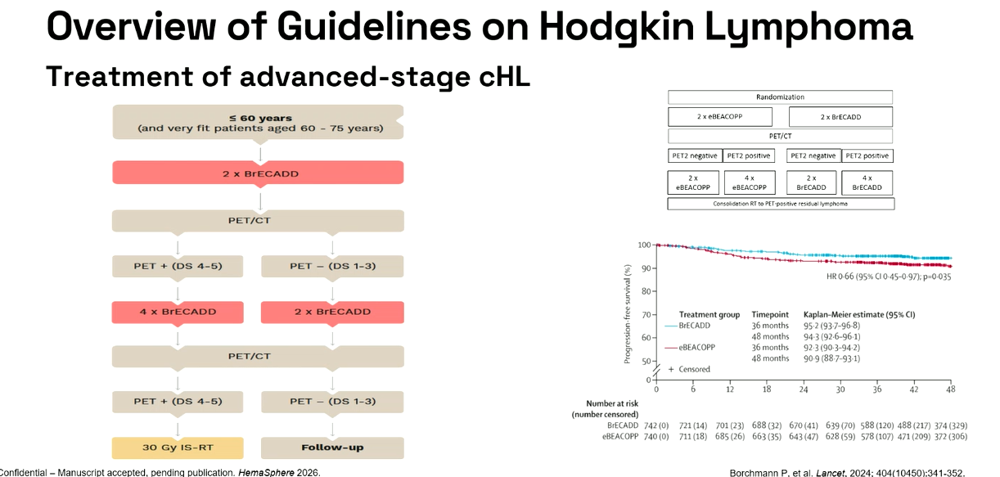 Overview of Guidelines on Hodgkin Lymphoma
Treatment of advanced-stage cHL
≤ 60 years
(and very fit patients aged 60 - 75 years)
2 x BrECADD
PET/CT
PET + (DS 4-5)
PET − (DS 1-3)
4 x BrECADD
2 x BrECADD
PET/CT
PET + (DS 4-5)
PET − (DS 1-3)
30 Gy IS-RT
Follow-up
Confidential – Manuscript accepted, pending publication. HemaSphere 2026.
Randomization
2 x eBEACOPP
2 x BrECADD
PET/CT
PET2 negative
PET2 positive
PET2 negative
PET2 positive
2 x
eBEACOPP
4 x
eBEACOPP
2 x
BrECADD
4 x
BrECADD
Consolidation RT to PET-positive residual lymphoma
Progression-free survival (%)
100
90
80
70
60
50
0
HR 0·66 (95% CI 0·45–0·97); p=0·035
Treatment group Timepoint Kaplan-Meier estimate (95% CI)
BrECADD 36 months 95·2 (93·7–96·8)
48 months 94·3 (92·6–96·1)
eBEACOPP 36 months 92·3 (90·3–94·2)
48 months 90·9 (88·7–93·1)
+ Censored
0 6 12 18 24 30 36 42 48
Number at risk
(number censored)
BrECADD 742 (0) 721 (14) 701 (23) 688 (32) 670 (41) 639 (70) 588 (120) 488 (217) 374 (329)
eBEACOPP 740 (0) 711 (18) 685 (26) 663 (35) 643 (47) 628 (59) 578 (107) 471 (209) 372 (306)
Borchmann P, et al. Lancet, 2024; 404(10450):341-352.